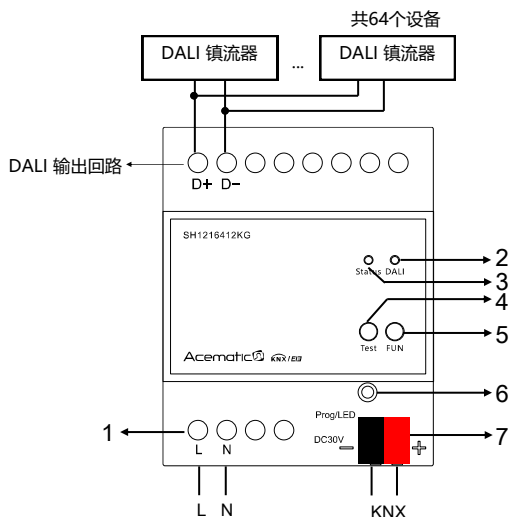 共64个设备
DALI 镇流器
...
DALI 镇流器
DALI 输出回路
D+ D-
SH1216412KG
2
Status DALI
3
4
5
Test FUN
Acematic KNX/EIB
6
Prog/LED
1
DC30V
7
L N
L N
KNX